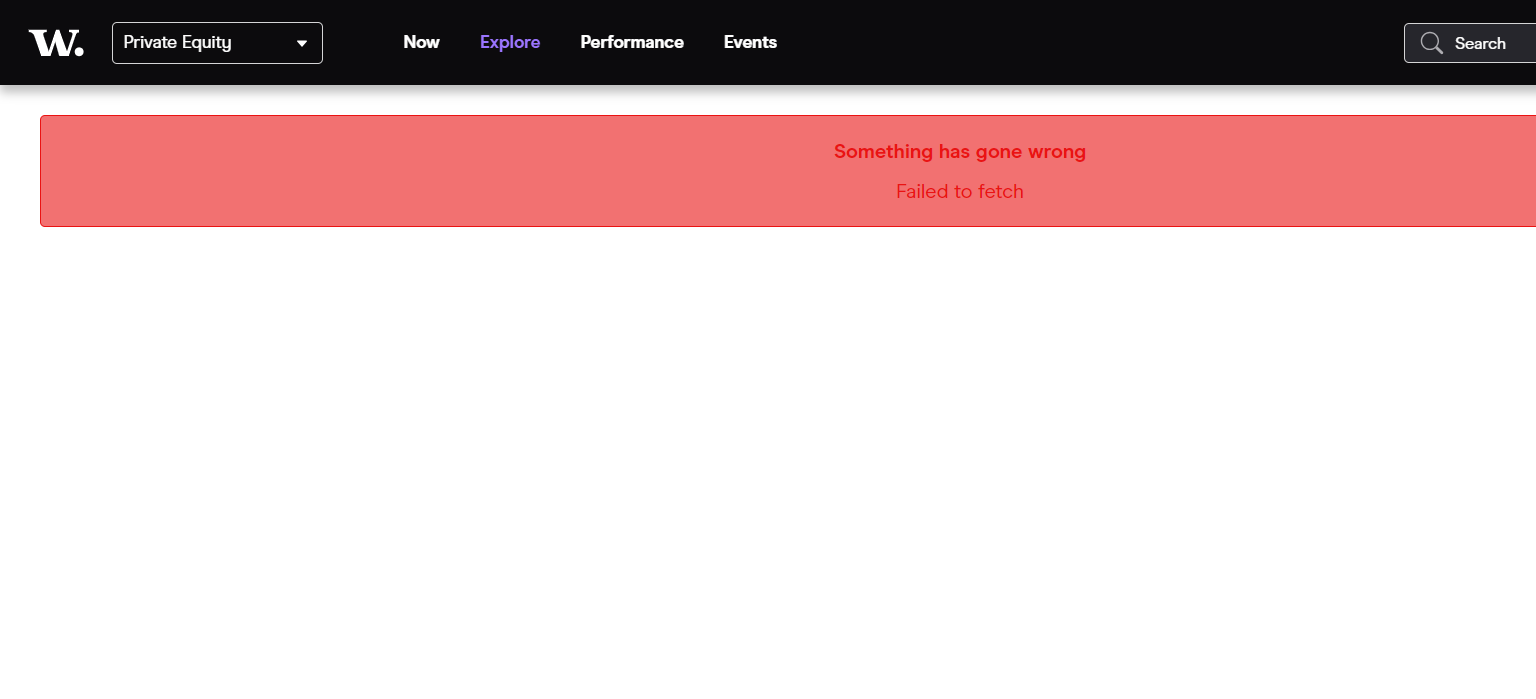 W.
Private Equity
Now
Explore
Performance
Events
Search
Something has gone wrong
Failed to fetch